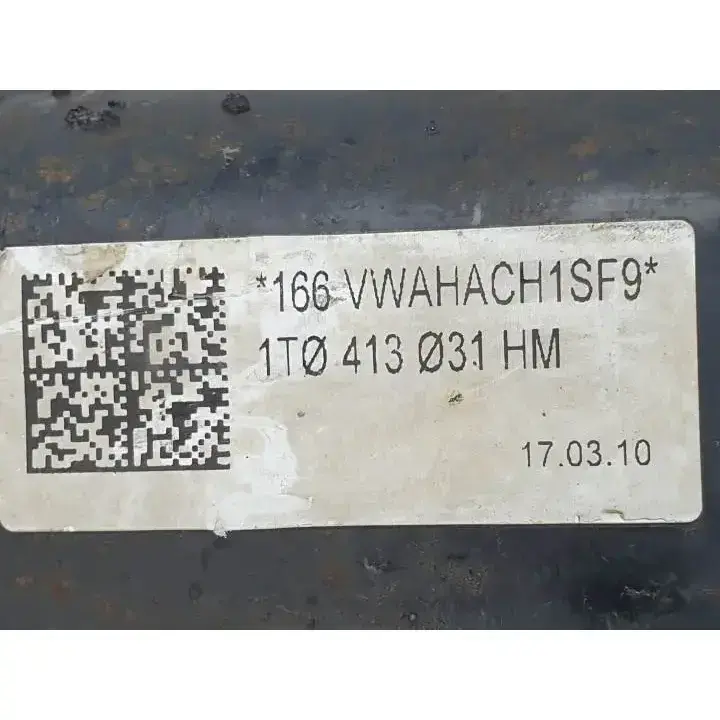 *166 VWAHACH1SF9*
1TØ 413 Ø31 HM
17.03.10